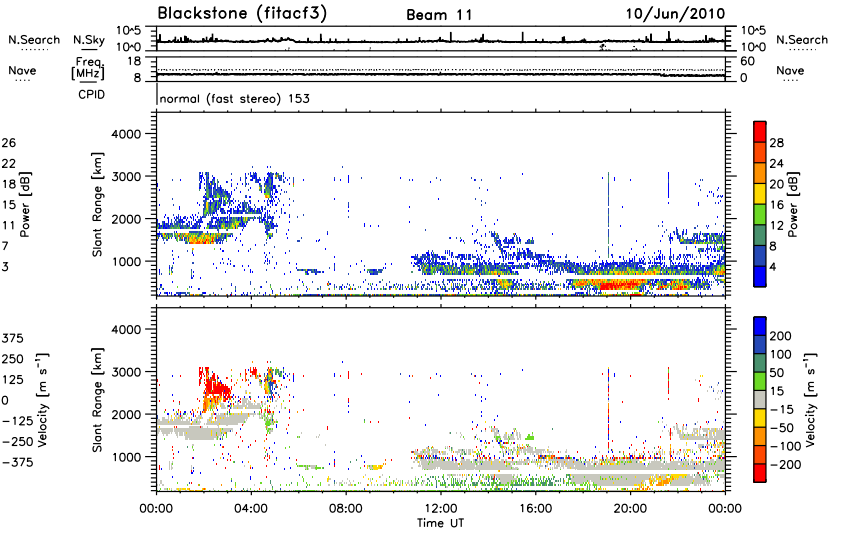 Blackstone (fitacf3) Beam 11 10/Jun/2010
N.Search N.Sky 10^5 10^0 10^5 10^0 N.Search
Nave Freq. [MHz] 18 8 60 0 Nave
CPID normal (fast stereo) 153
26 22 18 15 11 7 3
Power [dB]
Slant Range [km]
4000 3000 2000 1000
28 24 20 16 12 8 4
Power [dB]
375 250 125 0 −125 −250 −375
Velocity [m s⁻¹]
Slant Range [km]
4000 3000 2000 1000
200 100 50 15 −15 −50 −100 −200
Velocity [m s⁻¹]
00:00 04:00 08:00 12:00 16:00 20:00 00:00
Time UT